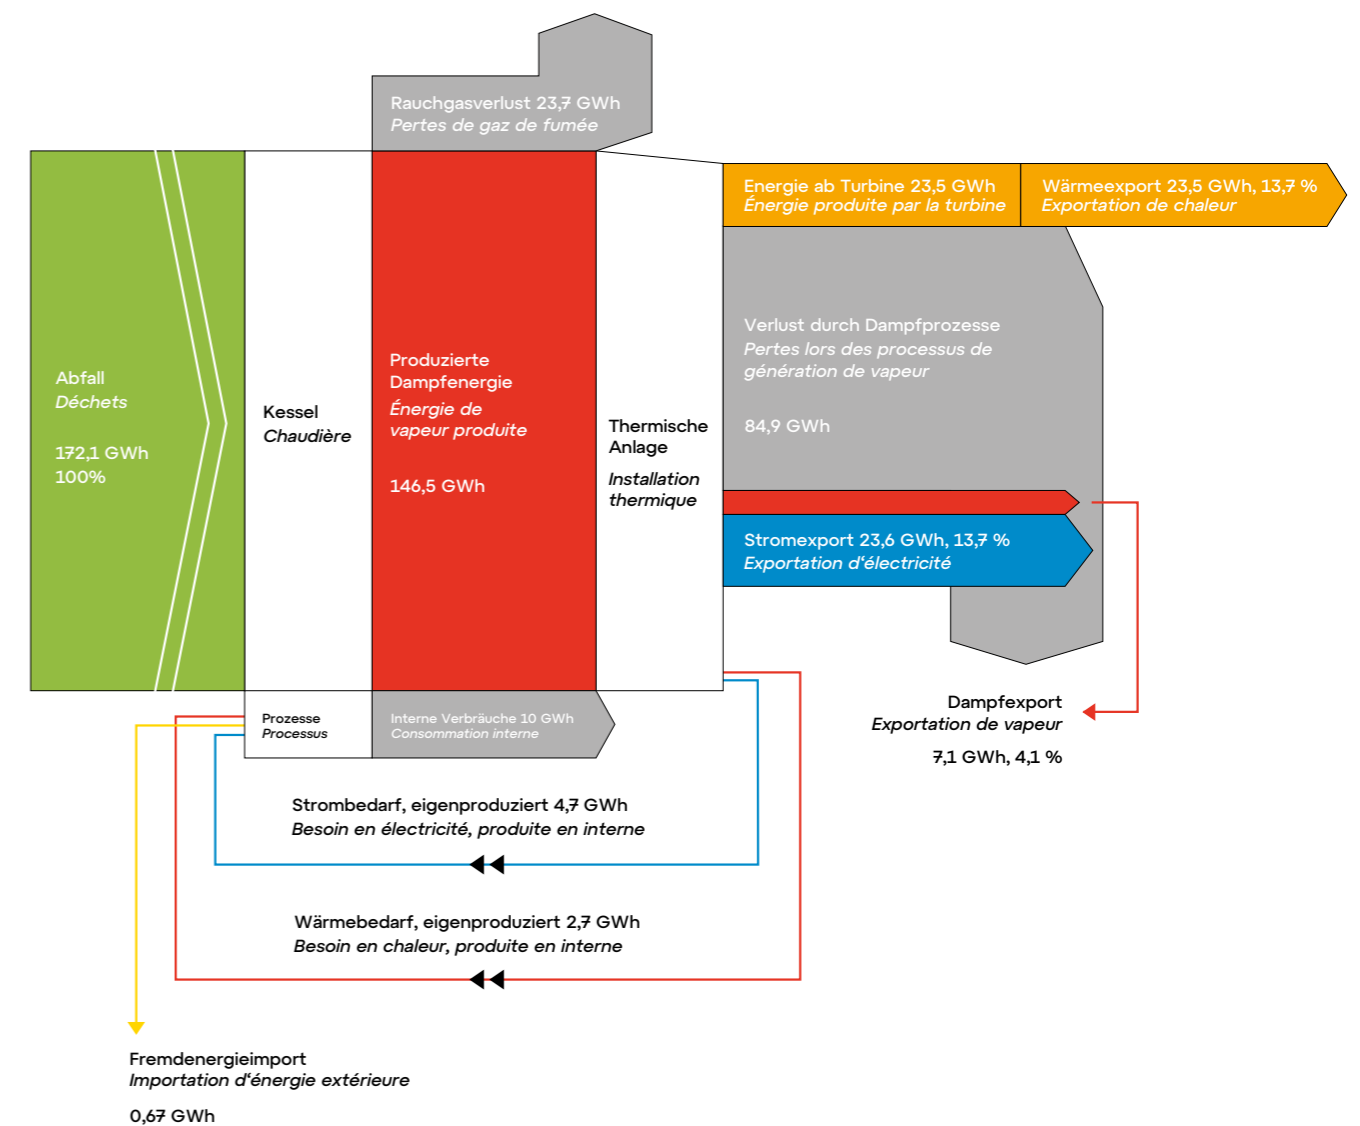 Rauchgasverlust 23,7 GWh
Pertes de gaz de fumée
Energie ab Turbine 23,5 GWh
Énergie produite par la turbine
Wärmeexport 23,5 GWh, 13,7 %
Exportation de chaleur
Abfall
Déchets
172,1 GWh
100%
Kessel
Chaudière
Produzierte
Dampfenergie
Énergie de
vapeur produite
146,5 GWh
Thermische
Anlage
Installation
thermique
Verlust durch Dampfprozesse
Pertes lors des processus de
génération de vapeur
84,9 GWh
Stromexport 23,6 GWh, 13,7 %
Exportation d‘électricité
Dampfexport
Exportation de vapeur
7,1 GWh, 4,1 %
Prozesse
Processus
Interne Verbräuche 10 GWh
Consommation interne
Strombedarf, eigenproduziert 4,7 GWh
Besoin en électricité, produite en interne
Wärmebedarf, eigenproduziert 2,7 GWh
Besoin en chaleur, produite en interne
Fremdenergieimport
Importation d‘énergie extérieure
0,67 GWh